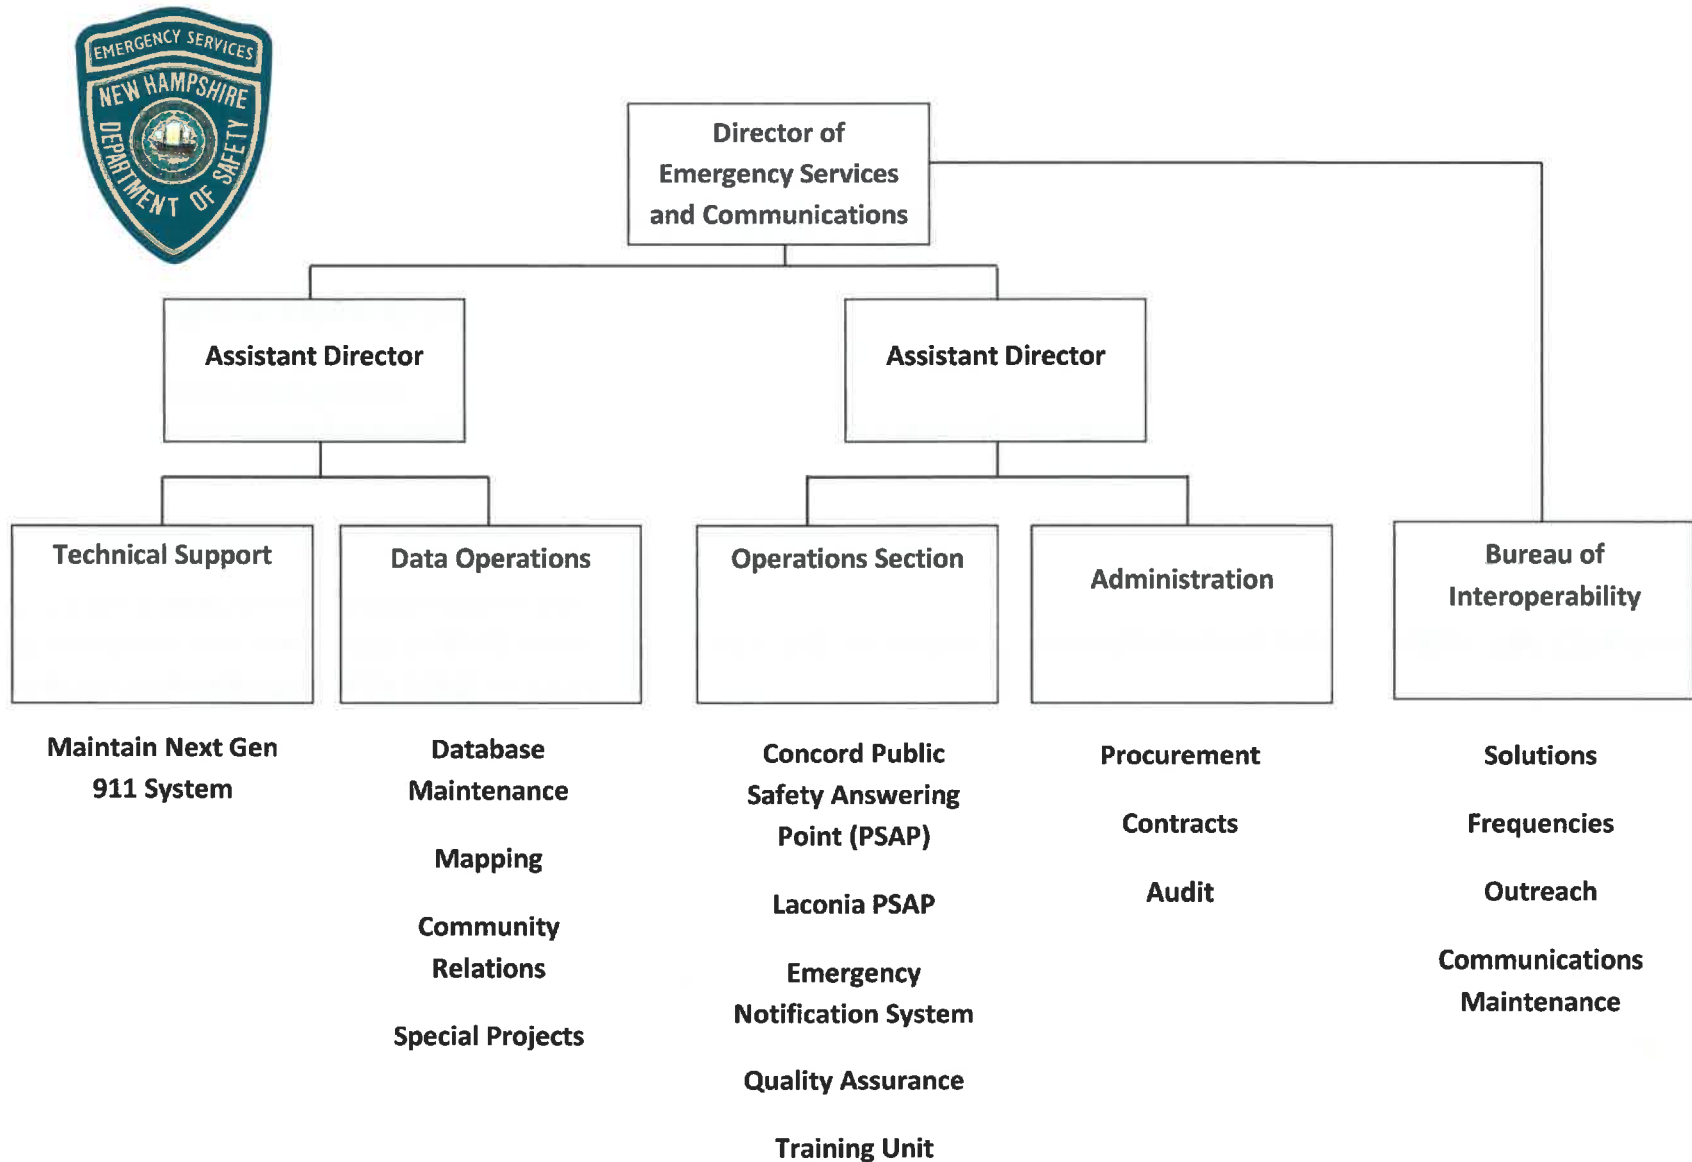 EMERGENCY SERVICES
NEW HAMPSHIRE
DEPARTMENT OF SAFETY
Director of
Emergency Services
and Communications
Assistant Director
Assistant Director
Technical Support
Data Operations
Operations Section
Administration
Bureau of
Interoperability
Maintain Next Gen
911 System
Database
Maintenance
Mapping
Community
Relations
Special Projects
Concord Public
Safety Answering
Point (PSAP)
Laconia PSAP
Emergency
Notification System
Quality Assurance
Training Unit
Procurement
Contracts
Audit
Solutions
Frequencies
Outreach
Communications
Maintenance